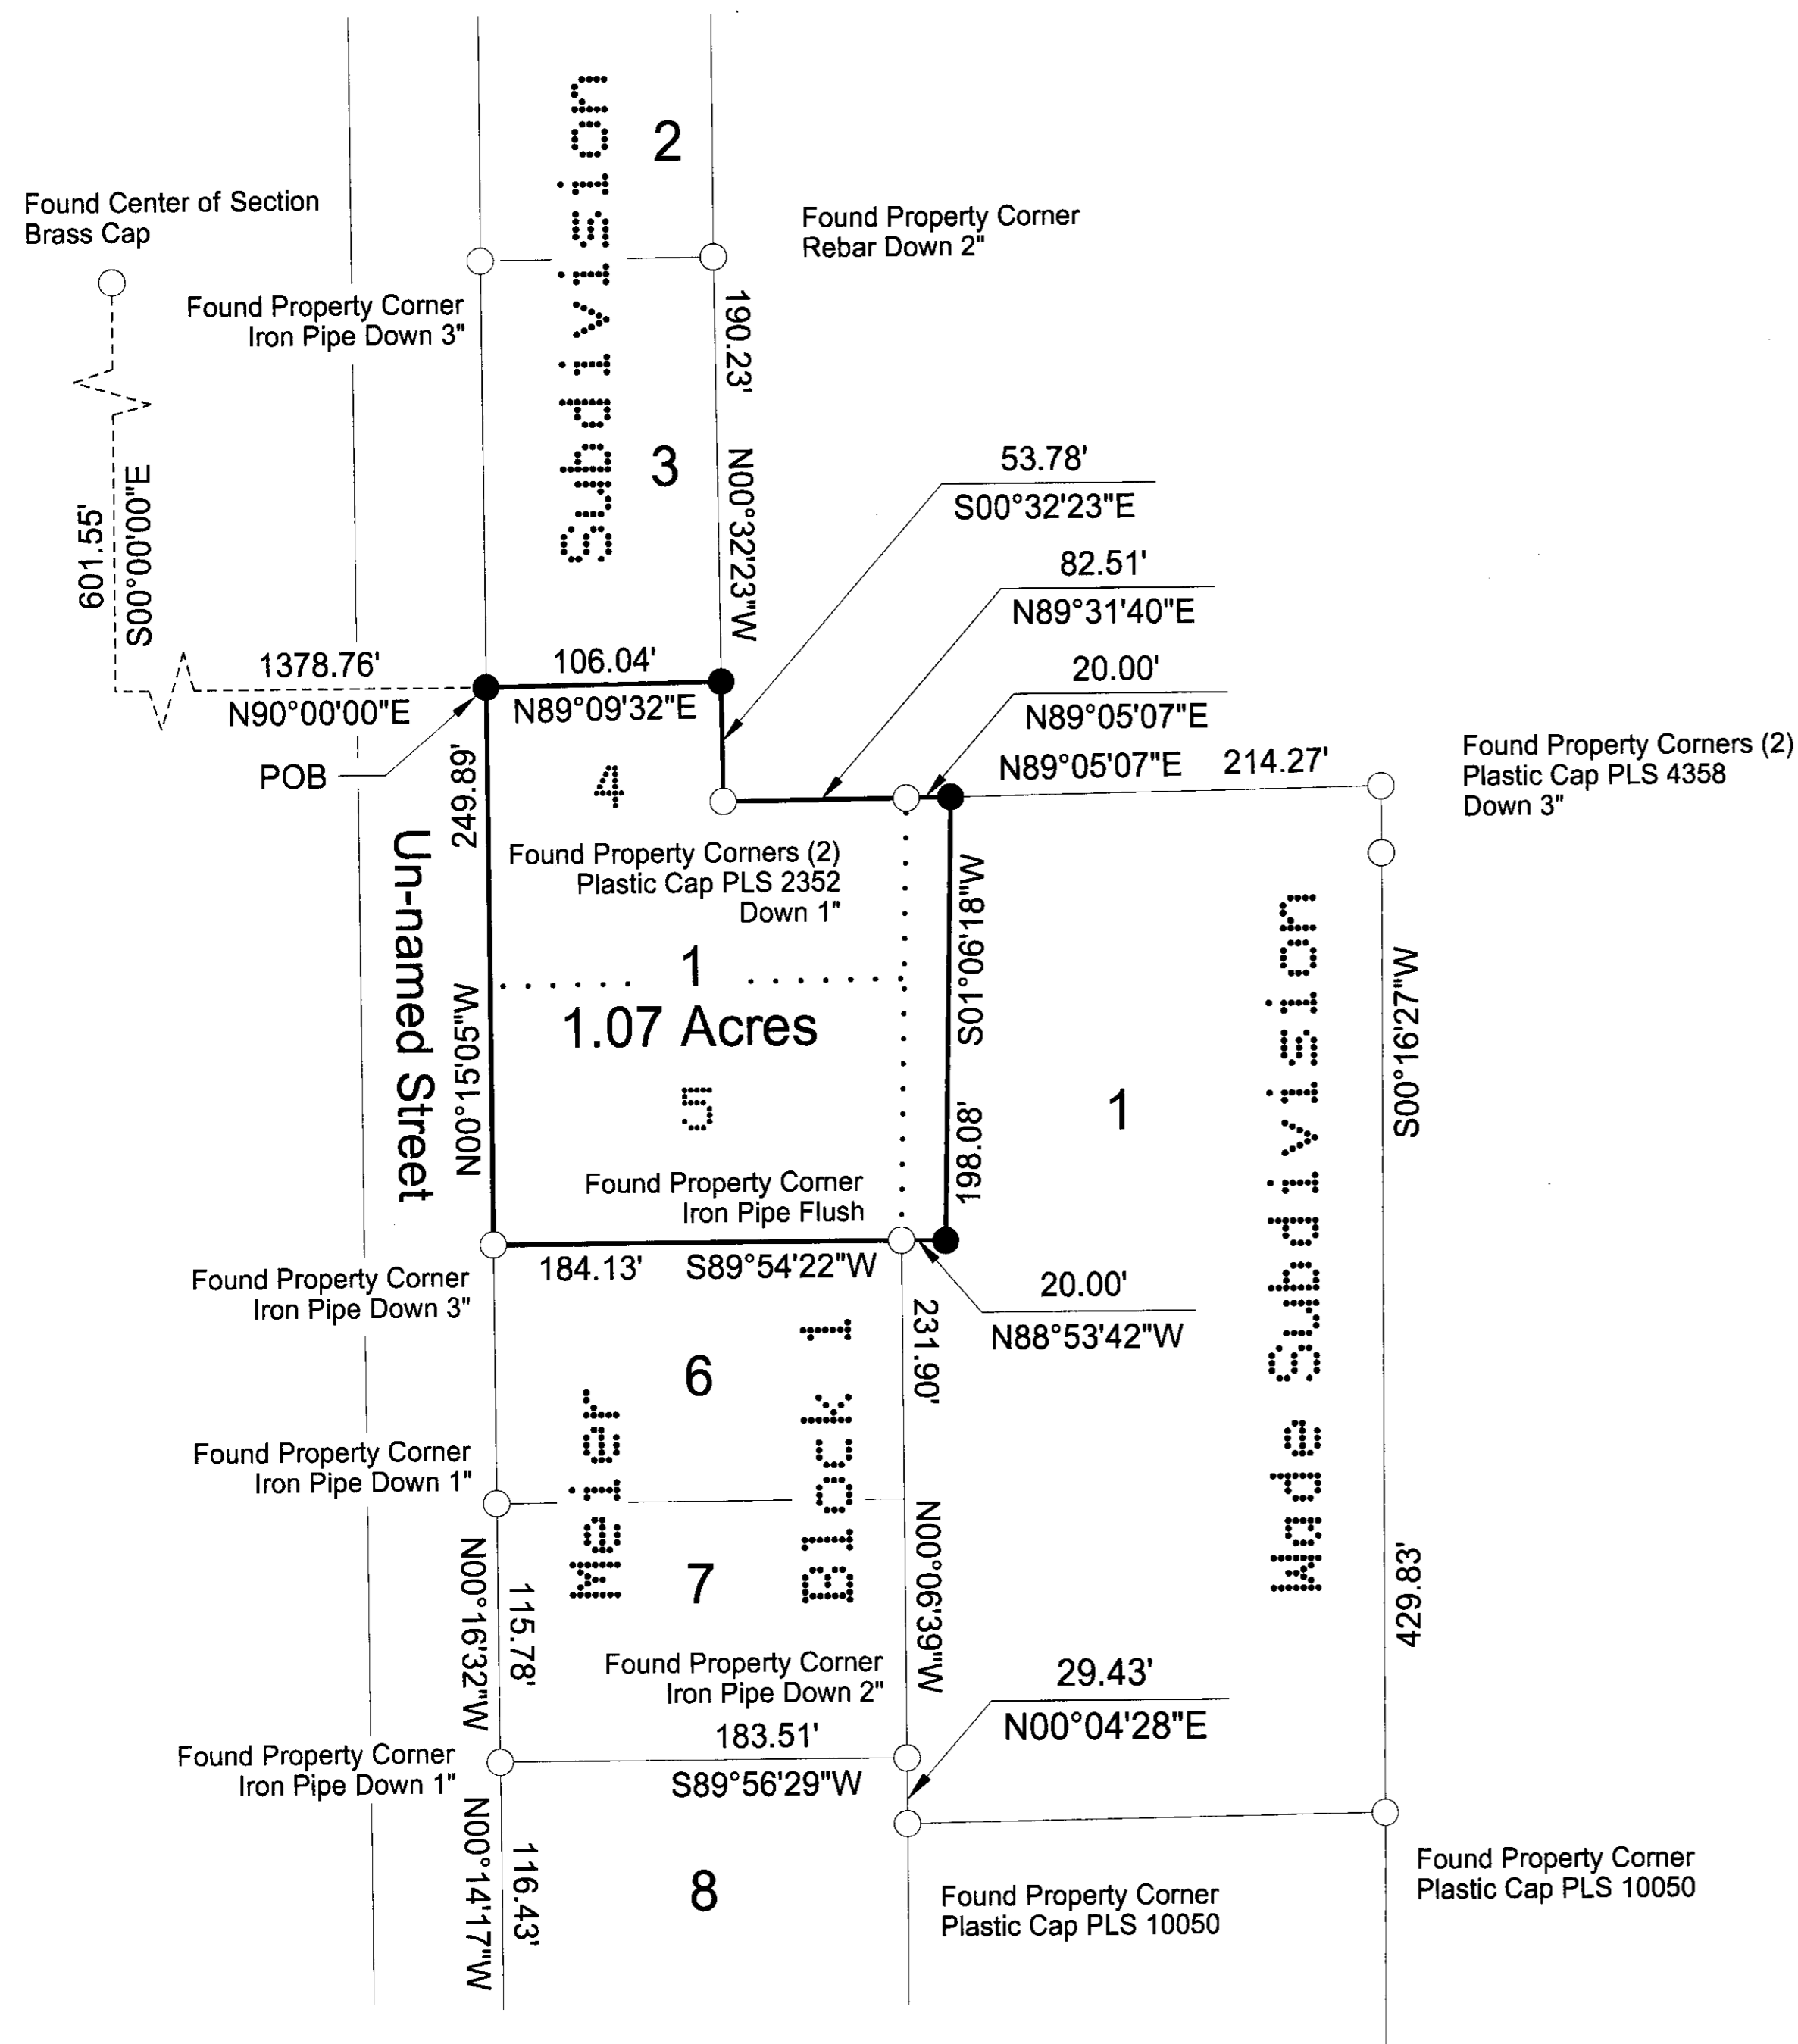 Found Center of Section
Brass Cap
Found Property Corner
Rebar Down 2"
Found Property Corner
Iron Pipe Down 3"
Subdivision
2
3
190.23'
N00°32'23"W
601.55'
S00°00'00"E
53.78'
S00°32'23"E
82.51'
N89°31'40"E
20.00'
N89°05'07"E
1378.76'
N90°00'00"E
106.04'
N89°09'32"E
N89°05'07"E 214.27'
Found Property Corners (2)
Plastic Cap PLS 4358
Down 3"
POB
249.89'
N00°15'05"W
4
Found Property Corners (2)
Plastic Cap PLS 2352
Down 1"
Un-named Street
1
1.07 Acres
5
S01°06'18"W
198.08'
1
Made Subdivision
S00°16'27"W
429.83'
Found Property Corner
Iron Pipe Flush
184.13' S89°54'22"W
Found Property Corner
Iron Pipe Down 3"
20.00'
N88°53'42"W
231.90'
N00°06'39"W
6
Meier
Block 1
Found Property Corner
Iron Pipe Down 1"
7
N00°16'32"W
115.78'
Found Property Corner
Iron Pipe Down 2"
183.51'
S89°56'29"W
29.43'
N00°04'28"E
Found Property Corner
Iron Pipe Down 1"
N00°14'17"W
116.43'
8
Found Property Corner
Plastic Cap PLS 10050
Found Property Corner
Plastic Cap PLS 10050